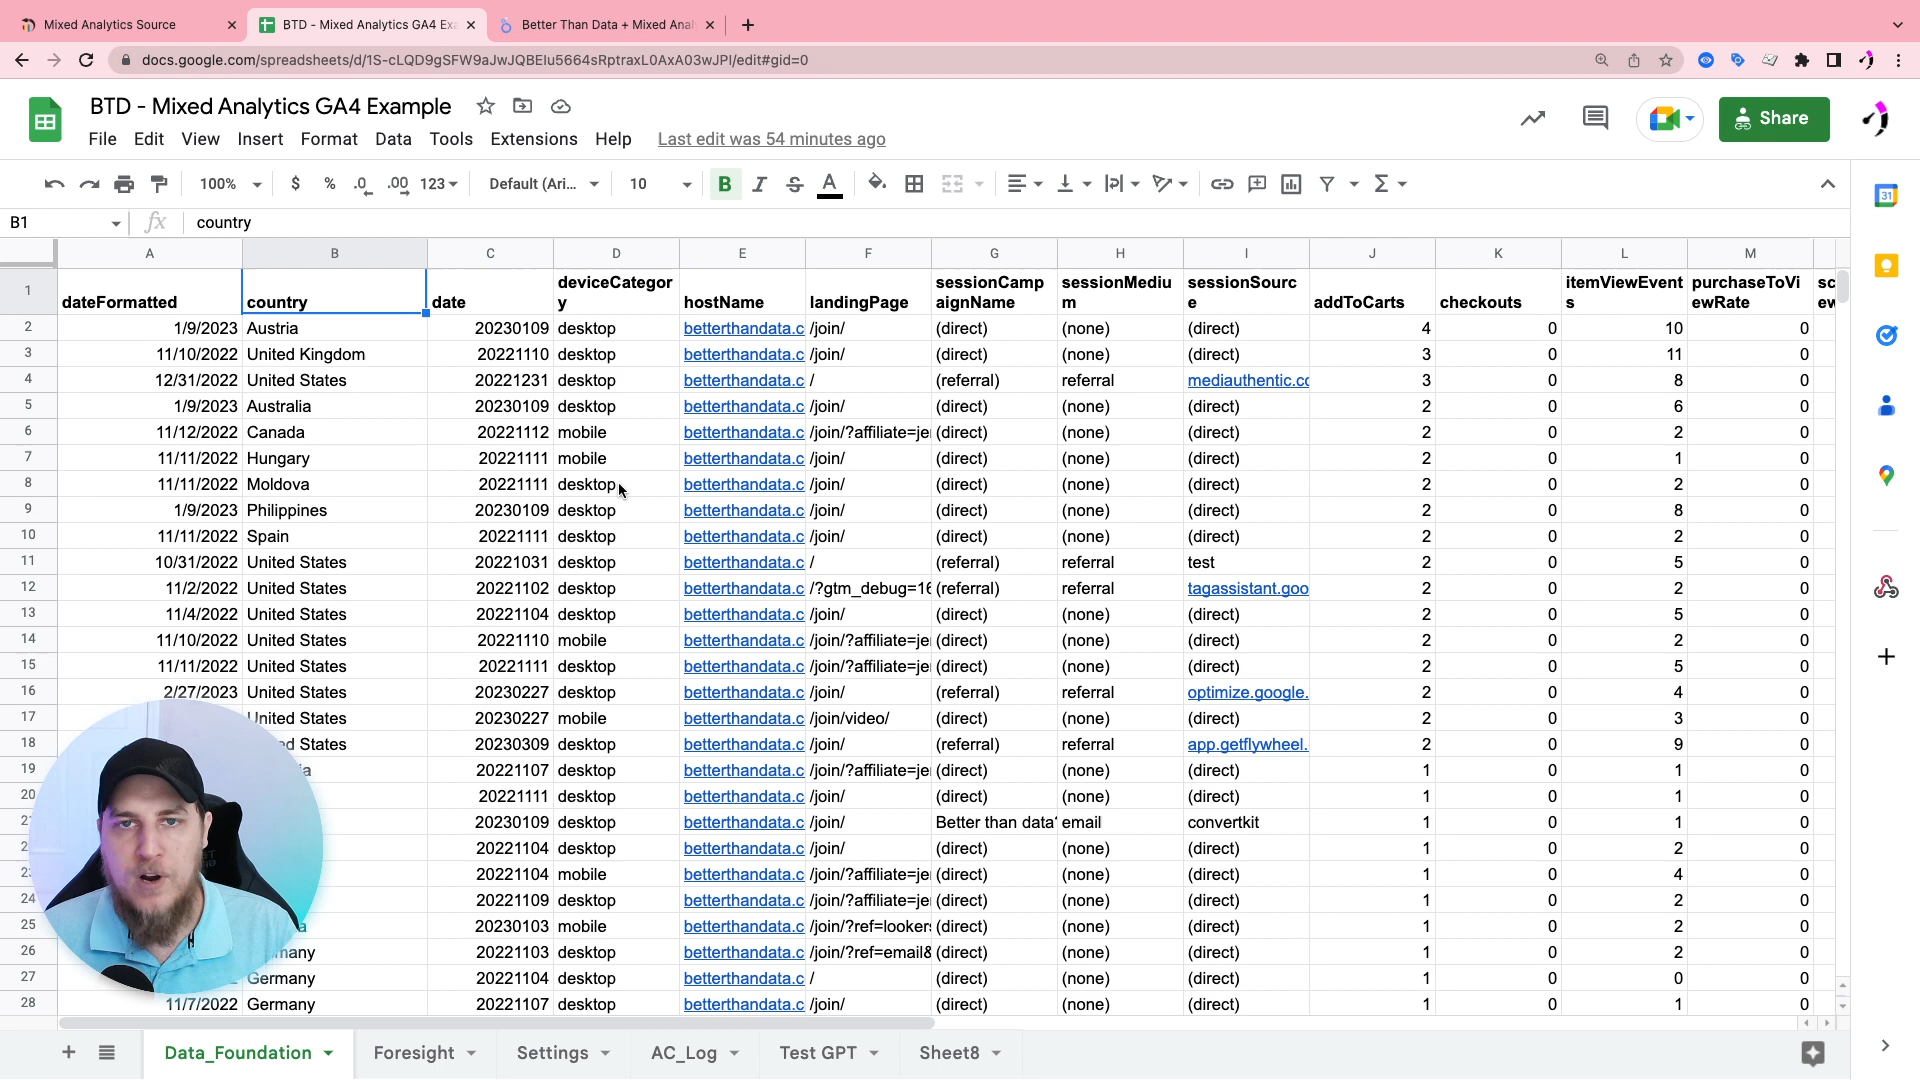 Mixed Analytics Source
BTD - Mixed Analytics GA4 Exa
Better Than Data + Mixed Anal
docs.google.com/spreadsheets/d/1S-cLQD9gSFW9aJwJQBEIu5664sRptraxL0AxA03wJPI/edit#gid=0
BTD - Mixed Analytics GA4 Example
Share
File Edit View Insert Format Data Tools Extensions Help Last edit was 54 minutes ago
100% $ % .0 .00 123 Default (Ari... 10 B I S A
31
B1 fx country
A B C D E F G H I J K L M
1 dateFormatted country date deviceCategory hostName landingPage sessionCampaignName sessionMedium sessionSource addToCarts checkouts itemViewEvents purchaseToViewRate
2 1/9/2023 Austria 20230109 desktop betterthandata.c /join/ (direct) (none) (direct) 4 0 10 0
3 11/10/2022 United Kingdom 20221110 desktop betterthandata.c /join/ (direct) (none) (direct) 3 0 11 0
4 12/31/2022 United States 20221231 desktop betterthandata.c / (referral) referral mediauthentic.co 3 0 8 0
5 1/9/2023 Australia 20230109 desktop betterthandata.c /join/ (direct) (none) (direct) 2 0 6 0
6 11/12/2022 Canada 20221112 mobile betterthandata.c /join/?affiliate=je (direct) (none) (direct) 2 0 2 0
7 11/11/2022 Hungary 20221111 mobile betterthandata.c /join/ (direct) (none) (direct) 2 0 1 0
8 11/11/2022 Moldova 20221111 desktop betterthandata.c /join/ (direct) (none) (direct) 2 0 2 0
9 1/9/2023 Philippines 20230109 desktop betterthandata.c /join/ (direct) (none) (direct) 2 0 8 0
10 11/11/2022 Spain 20221111 desktop betterthandata.c /join/ (direct) (none) (direct) 2 0 2 0
11 10/31/2022 United States 20221031 desktop betterthandata.c / (referral) referral test 2 0 5 0
12 11/2/2022 United States 20221102 desktop betterthandata.c /?gtm_debug=16 (referral) referral tagassistant.goo 2 0 2 0
13 11/4/2022 United States 20221104 desktop betterthandata.c /join/ (direct) (none) (direct) 2 0 5 0
14 11/10/2022 United States 20221110 mobile betterthandata.c /join/?affiliate=je (direct) (none) (direct) 2 0 2 0
15 11/11/2022 United States 20221111 desktop betterthandata.c /join/?affiliate=je (direct) (none) (direct) 2 0 5 0
16 2/27/2023 United States 20230227 desktop betterthandata.c /join/ (referral) referral optimize.google. 2 0 4 0
17 United States 20230227 mobile betterthandata.c /join/video/ (direct) (none) (direct) 2 0 3 0
18 ed States 20230309 desktop betterthandata.c /join/ (referral) referral app.getflywheel. 2 0 9 0
19 ia 20221107 desktop betterthandata.c /join/?affiliate=je (direct) (none) (direct) 1 0 1 0
20 20221111 desktop betterthandata.c /join/ (direct) (none) (direct) 1 0 1 0
20230109 desktop betterthandata.c /join/ Better than data' email convertkit 1 0 1 0
20221104 desktop betterthandata.c /join/ (direct) (none) (direct) 1 0 2 0
20221104 mobile betterthandata.c /join/?affiliate=je (direct) (none) (direct) 1 0 4 0
24 20221109 desktop betterthandata.c /join/?affiliate=je (direct) (none) (direct) 1 0 2 0
25 a 20230103 mobile betterthandata.c /join/?ref=looker (direct) (none) (direct) 1 0 2 0
26 many 20221103 desktop betterthandata.c /join/?ref=email& (direct) (none) (direct) 1 0 2 0
27 Germany 20221104 desktop betterthandata.c / (direct) (none) (direct) 1 0 0 0
28 11/7/2022 Germany 20221107 desktop betterthandata.c /join/ (direct) (none) (direct) 1 0 1 0
Data_Foundation Foresight Settings AC_Log Test GPT Sheet8